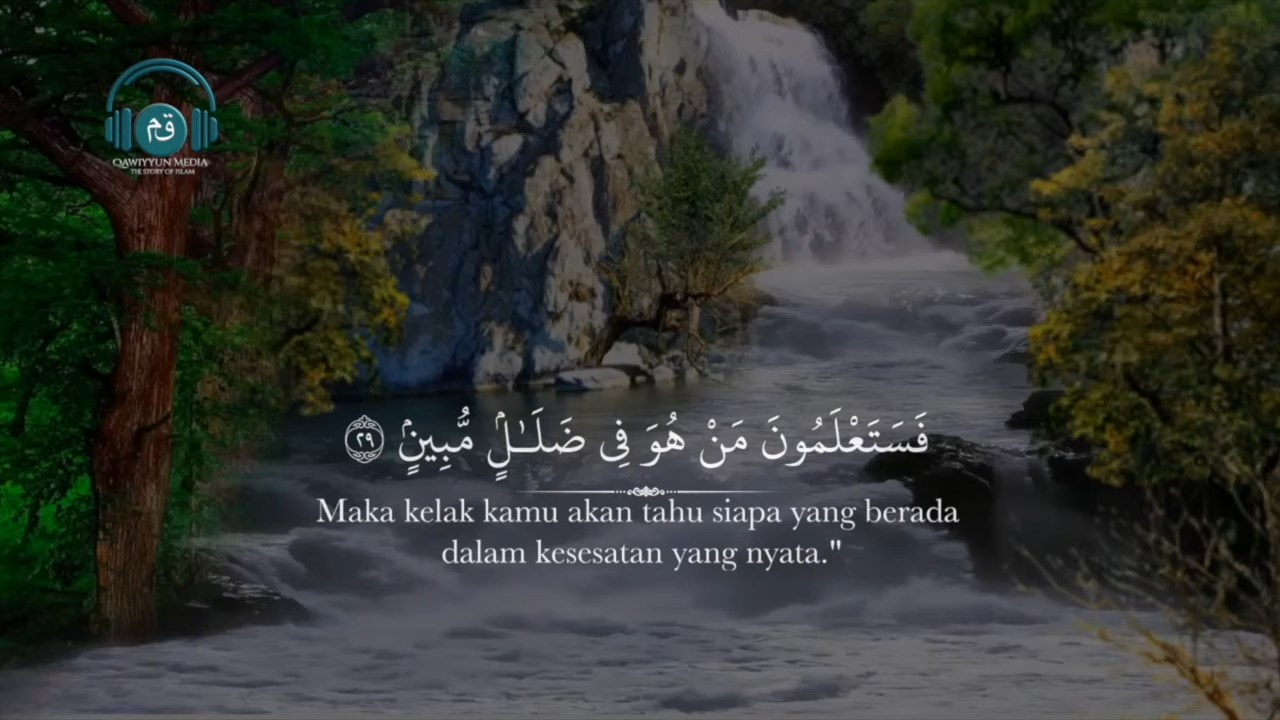 قم
QAWIYYUN MEDIA
THE STORY OF ISLAM
فَسَتَعْلَمُونَ مَنْ هُوَ فِى ضَلَـٰلٍۢ مُّبِينٍۢ ٢٩
Maka kelak kamu akan tahu siapa yang berada
dalam kesesatan yang nyata."